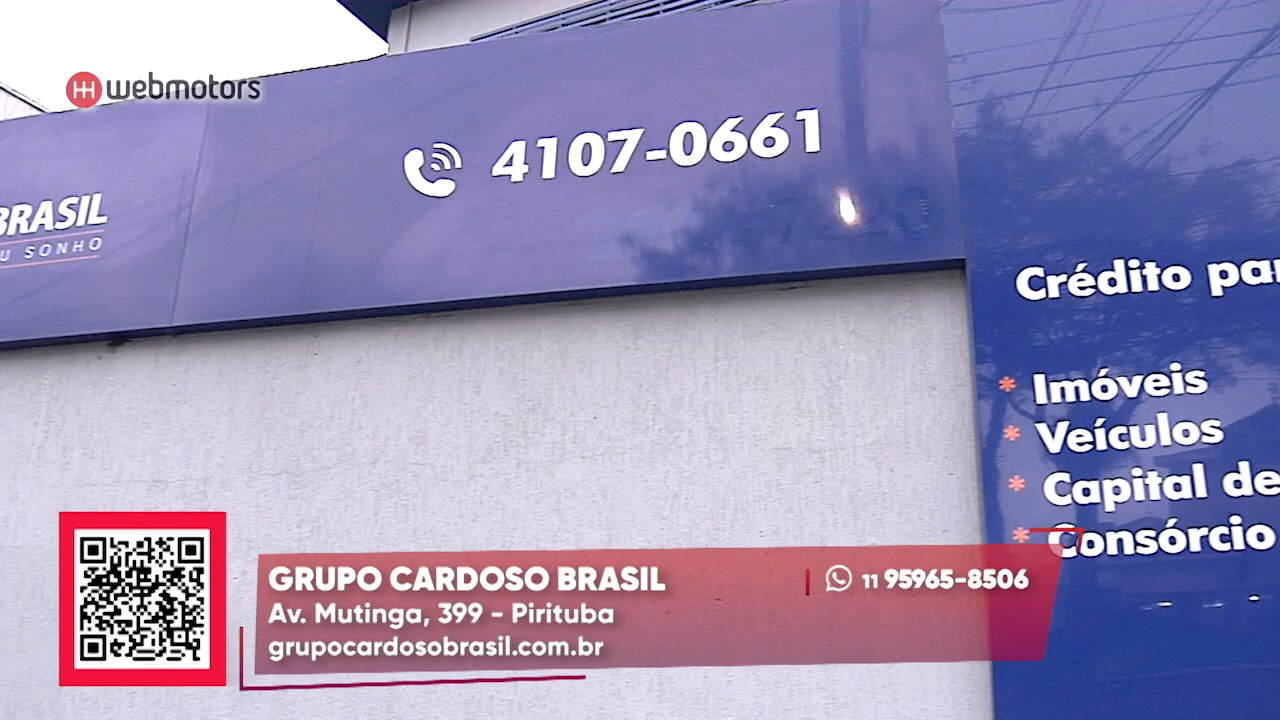 webmotors
4107-0661
BRASIL
U SONHO
Crédito par
* Imóveis
* Veículos
* Capital de
* Consórcio
GRUPO CARDOSO BRASIL
Av. Mutinga, 399 - Pirituba
grupocardosobrasil.com.br
11 95965-8506